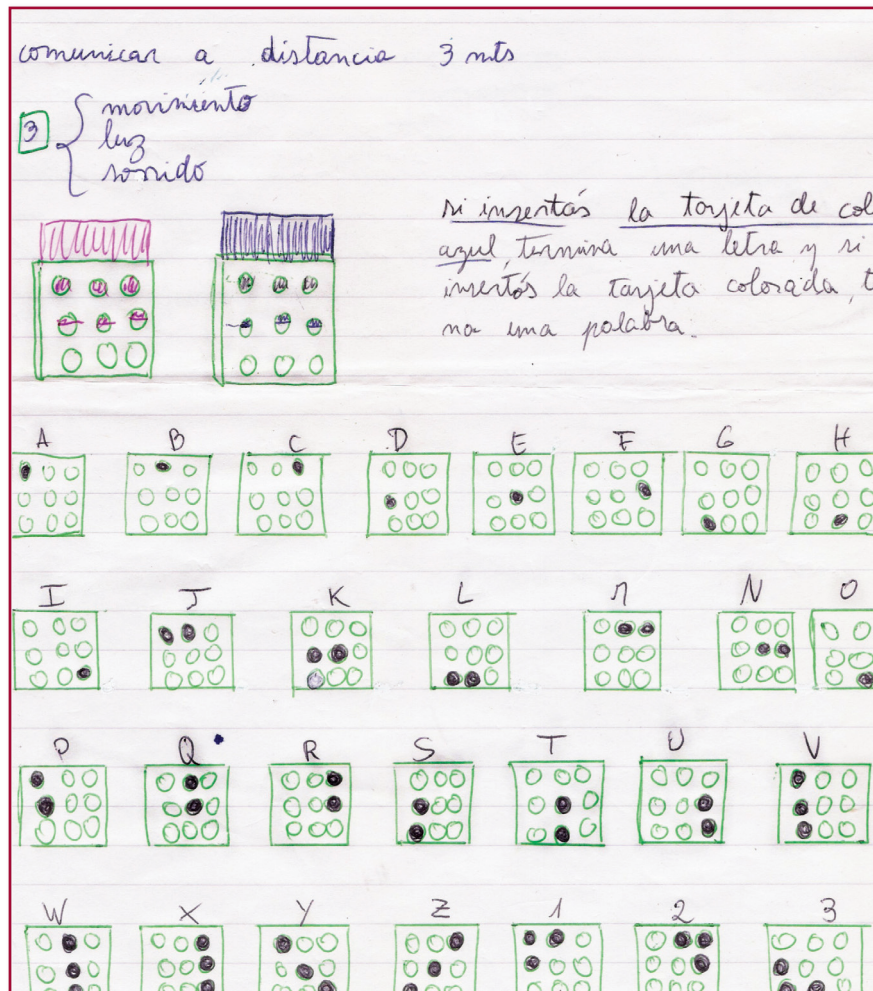 comunicar a distancia 3 mts
3 movimiento
luz
sonido
si insertás la tarjeta de col
azul, termina una letra y si
insertás la tarjeta colorada, t
na una palabra.
A B C D E F G H
I J K L M N O
P Q R S T U V
W X Y Z 1 2 3